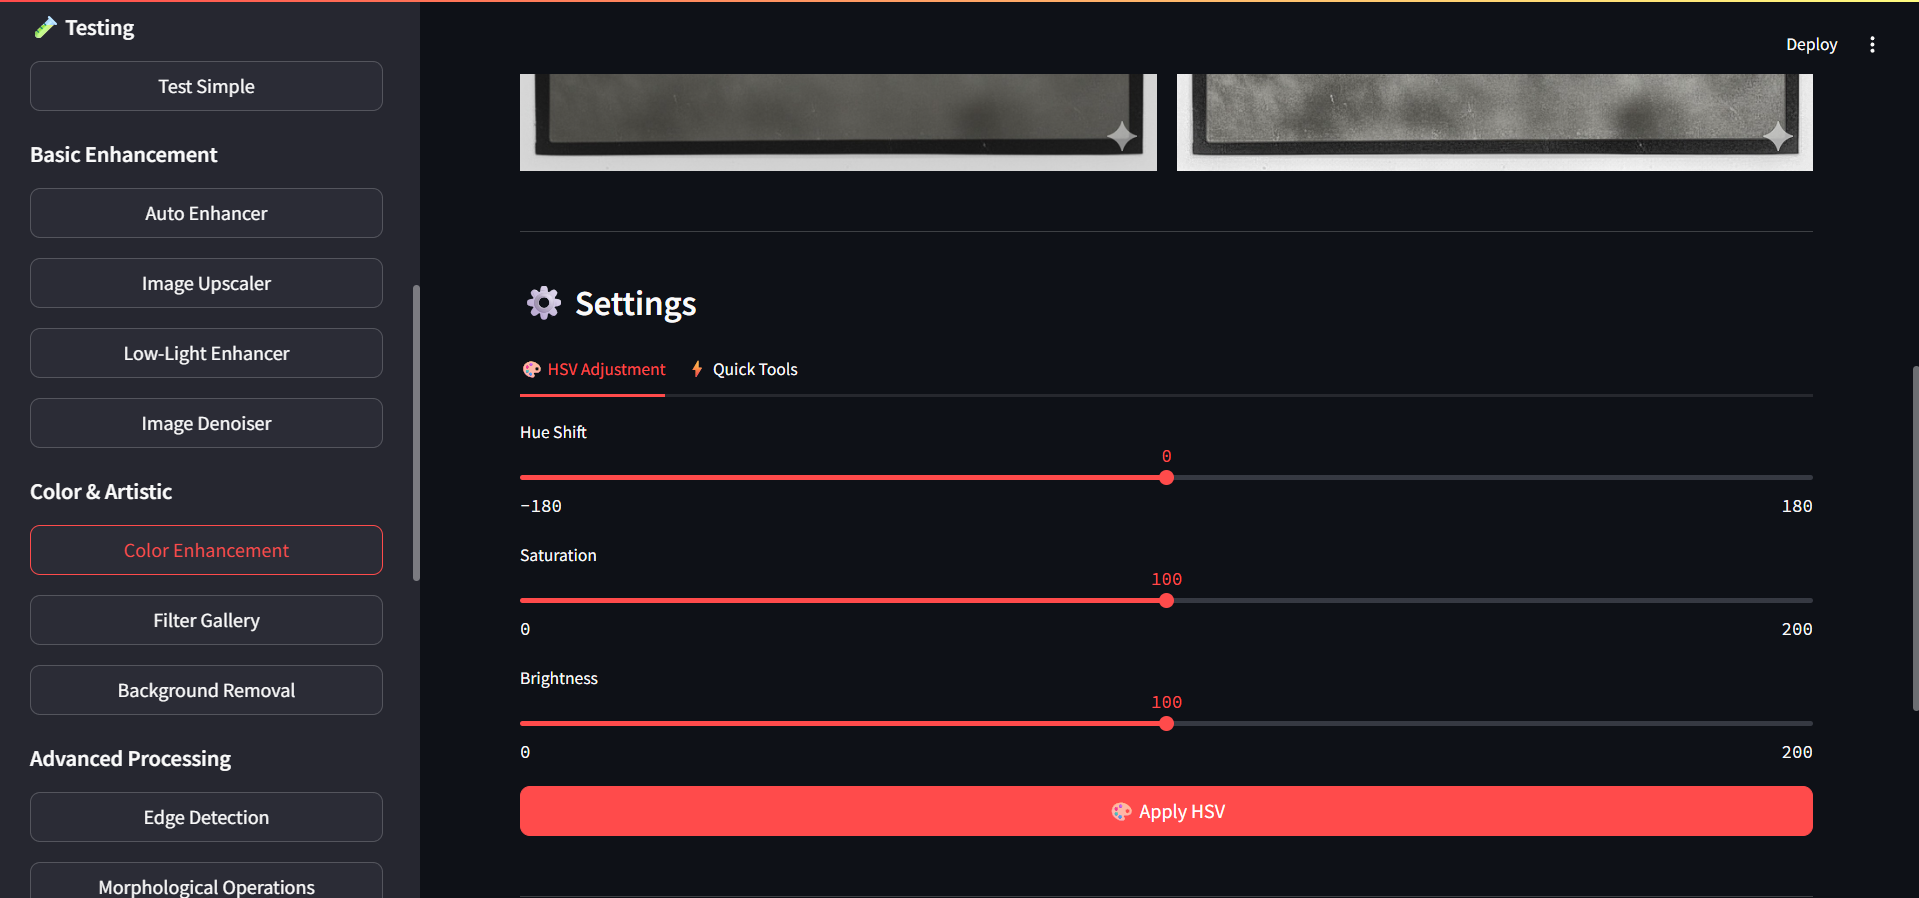 Testing
Test Simple
Basic Enhancement
Auto Enhancer
Image Upscaler
Low-Light Enhancer
Image Denoiser
Color & Artistic
Color Enhancement
Filter Gallery
Background Removal
Advanced Processing
Edge Detection
Morphological Operations
Deploy
Settings
HSV Adjustment
Quick Tools
Hue Shift
0
-180 180
Saturation
100
0 200
Brightness
100
0 200
Apply HSV